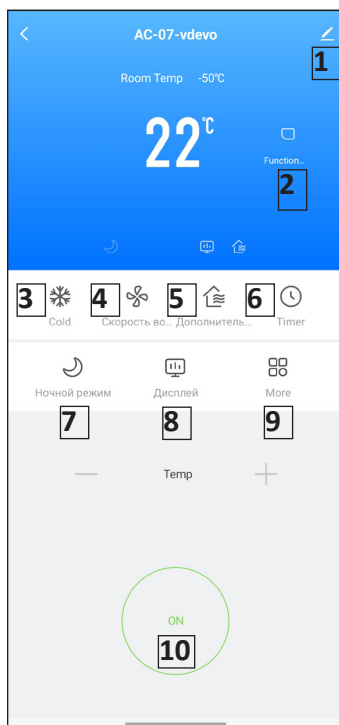 AC-07-vdevo
1
Room Temp -50℃
22℃
Function...
2
3 4 5 6
Cold Скорость во... Дополнитель... Timer
Ночной режим Дисплей More
7 8 9
Temp
ON
10